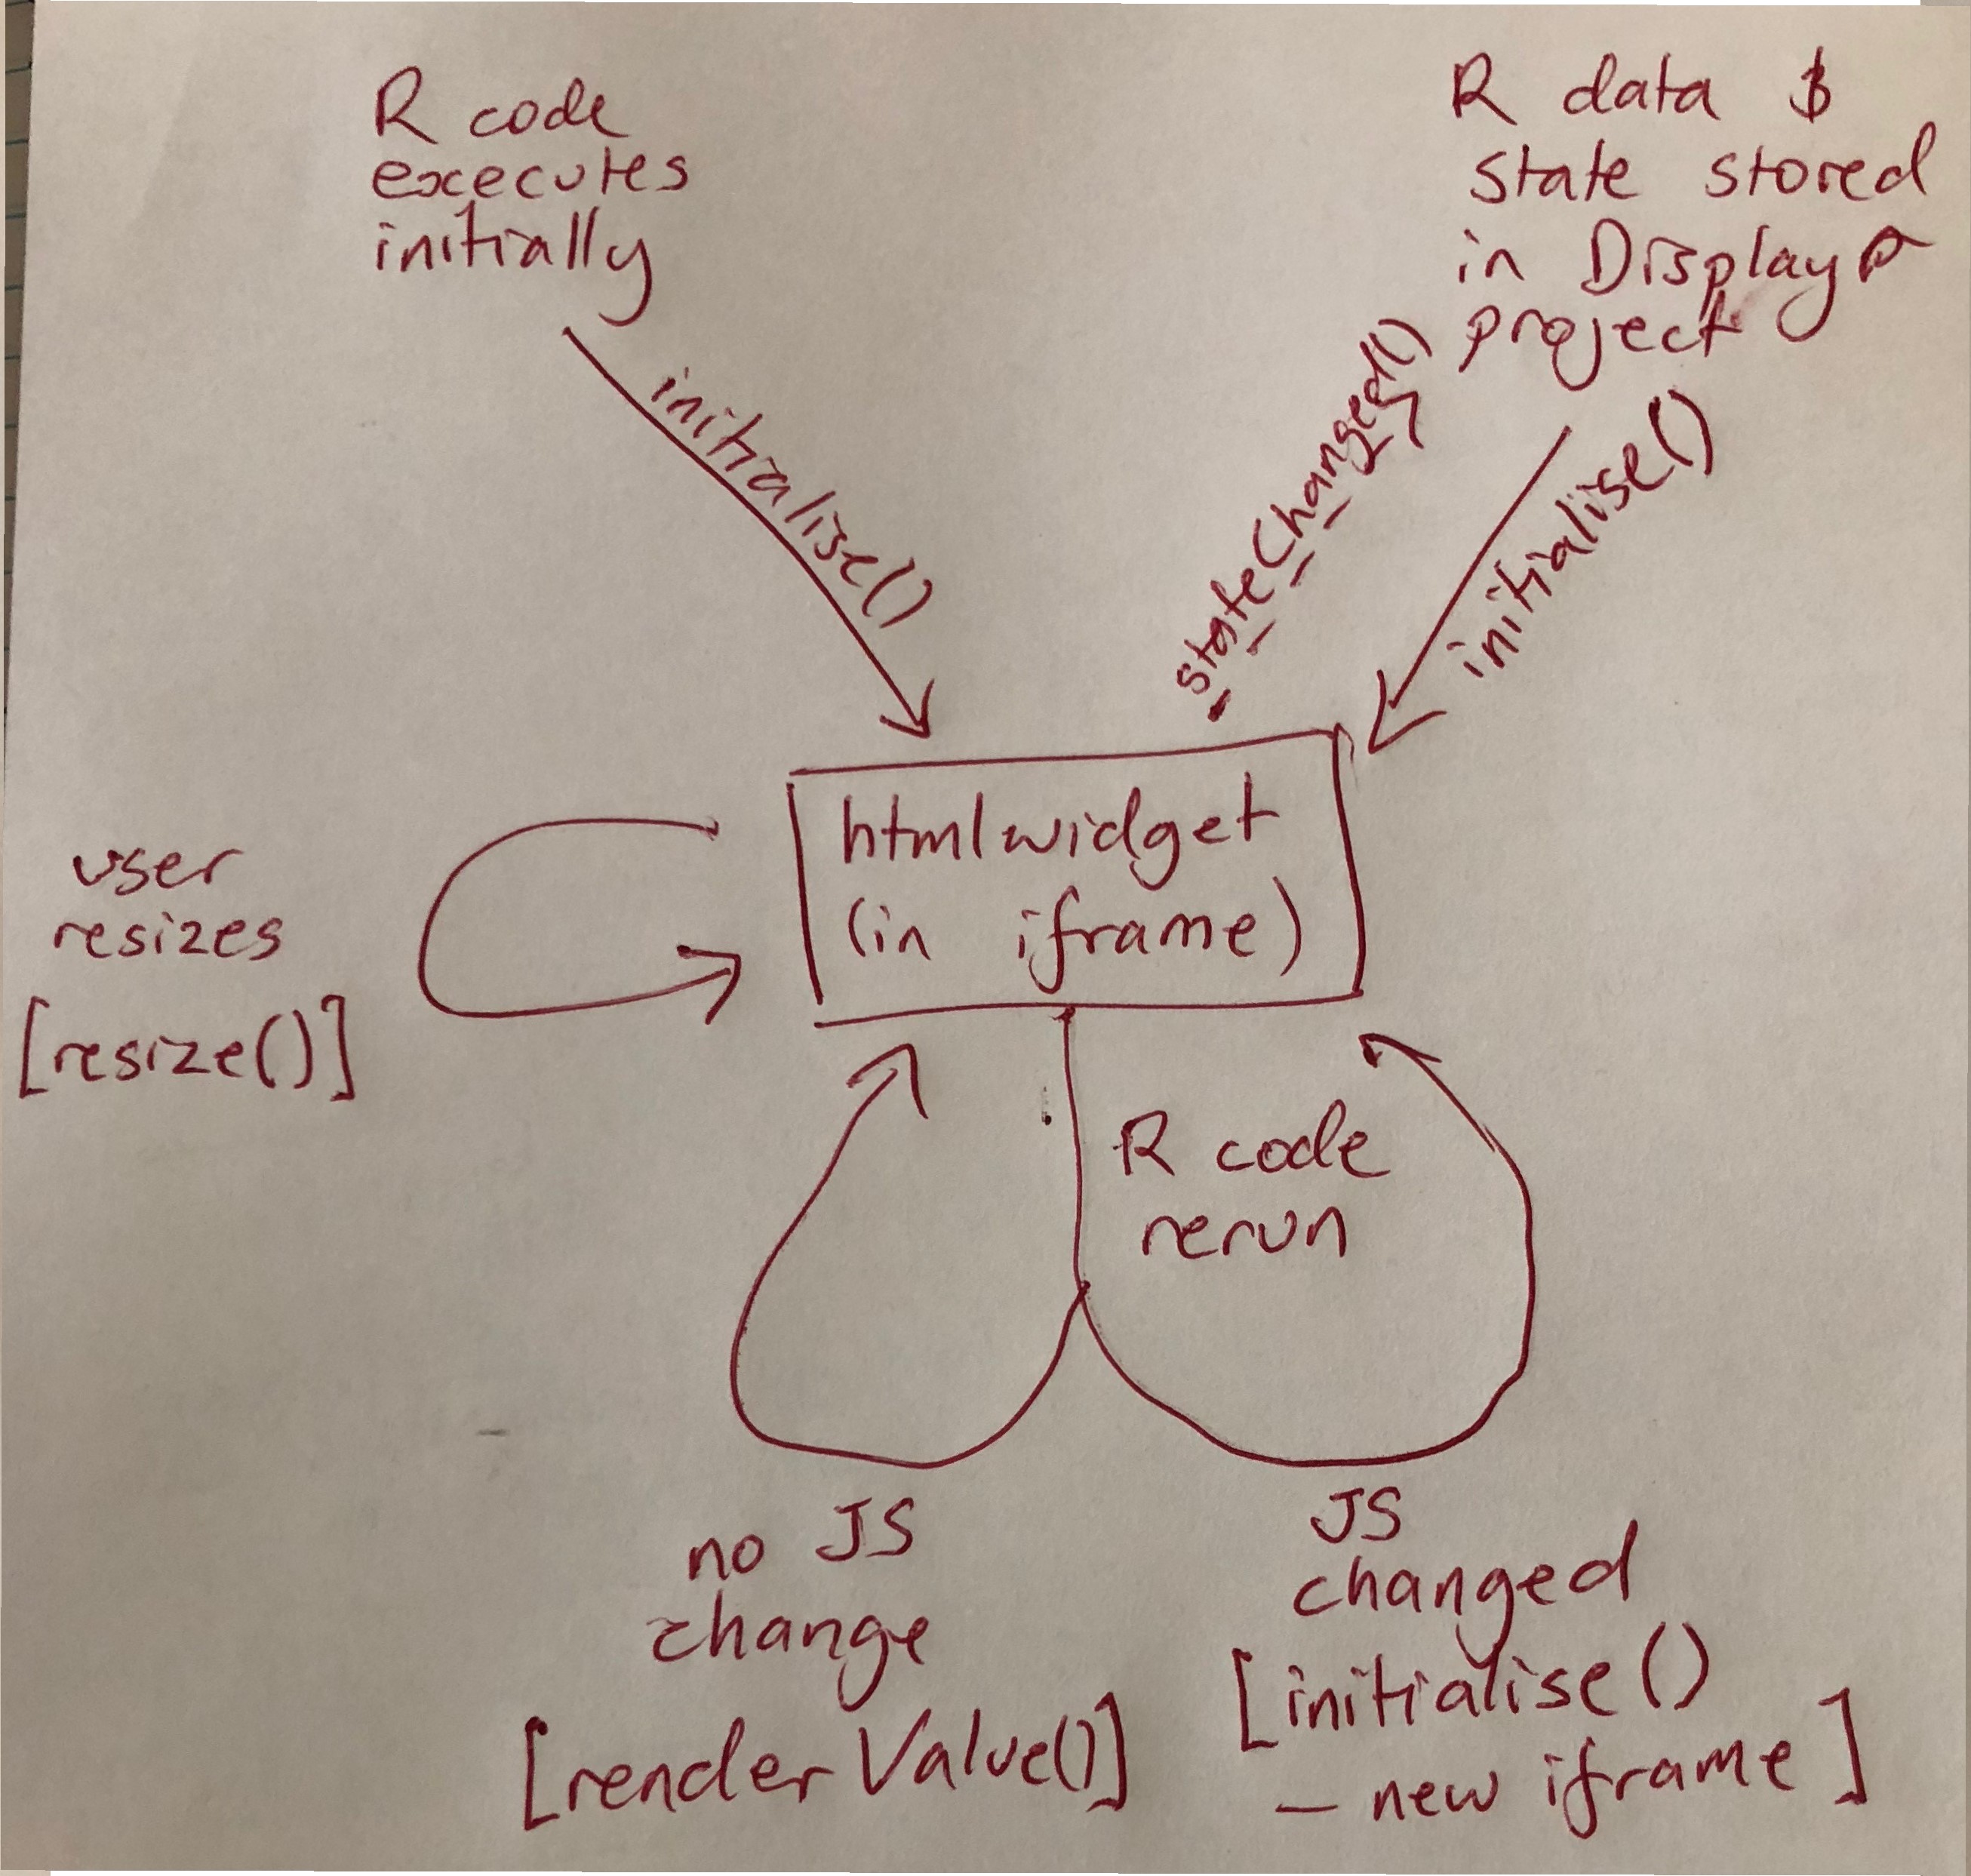 R code
executes
initially
R data &
state stored
in Displayr
project
initialise()
stateChanged()
initialise()
htmlwidget
(in iframe)
user
resizes
[resize()]
R code
rerun
no JS
change
[renderValue()]
JS
changed
[initialise()
- new iframe]